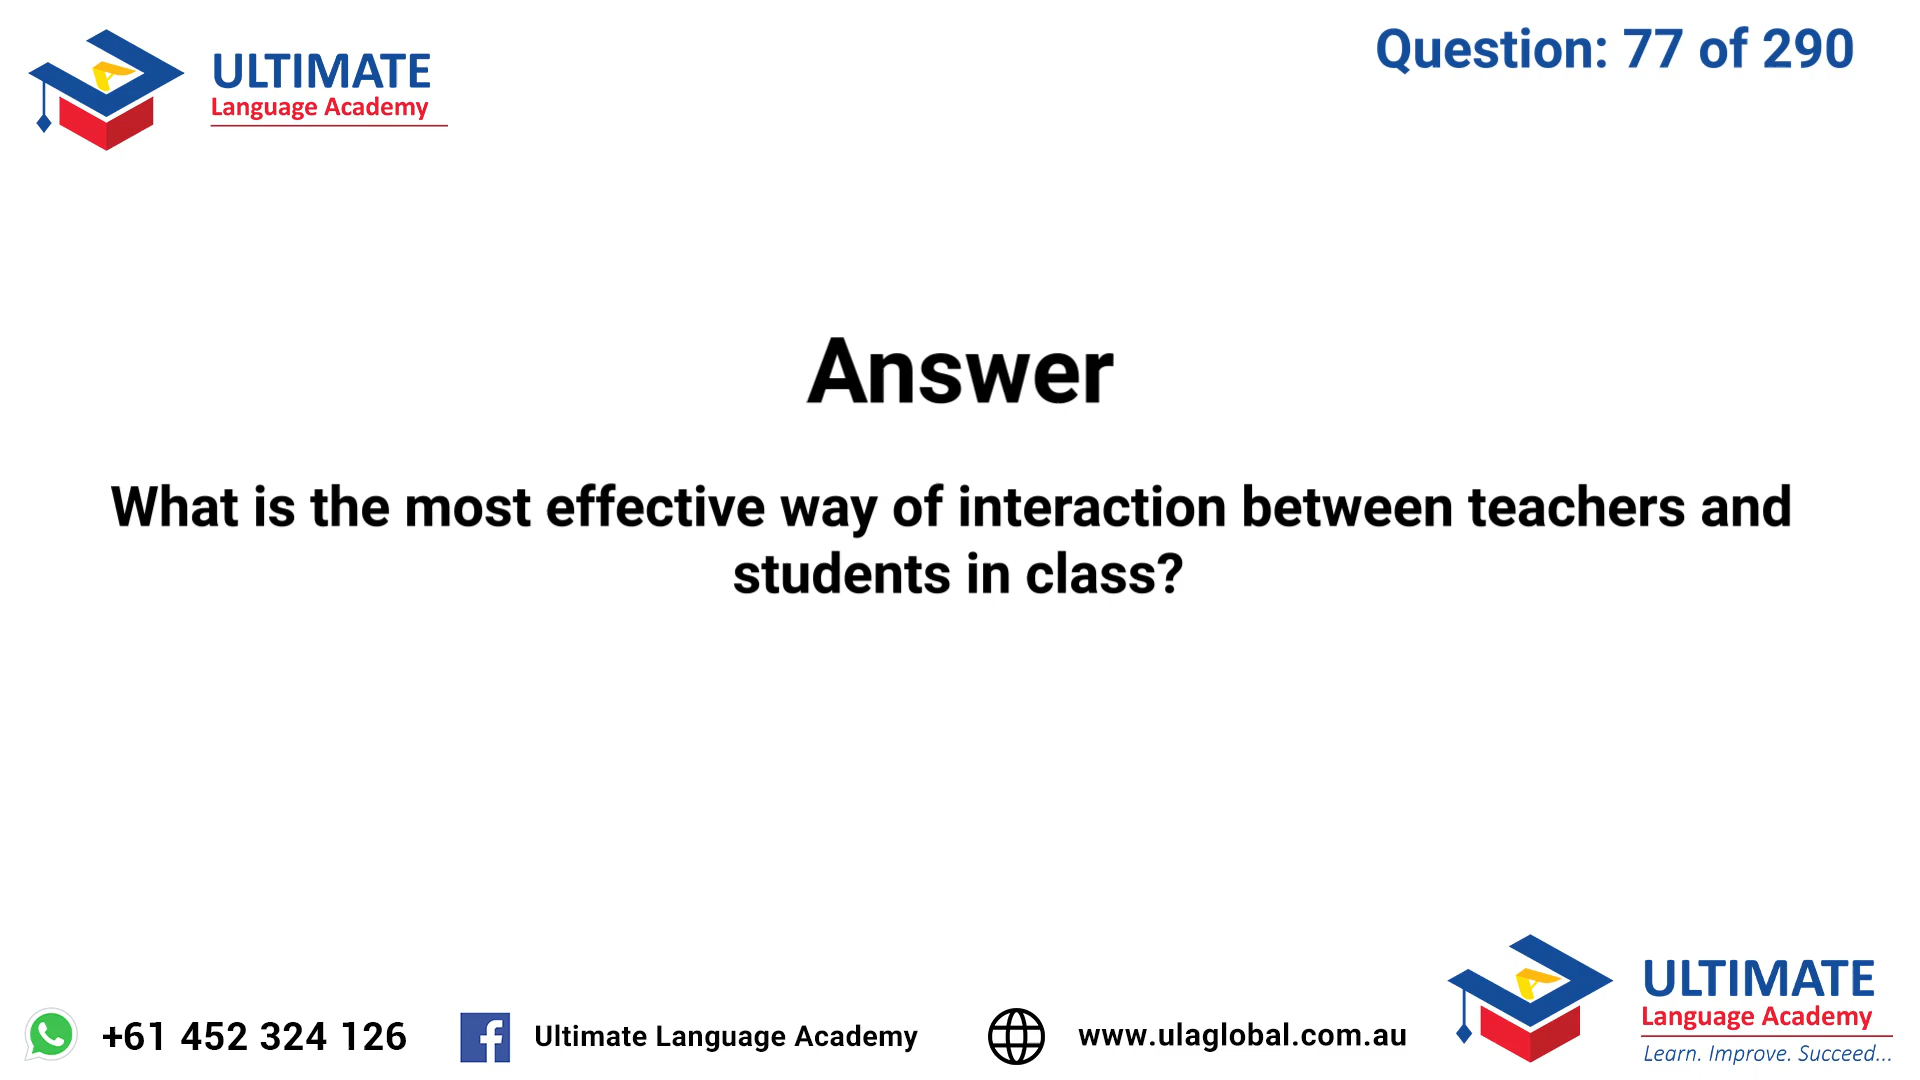 ULTIMATE
Language Academy
Question: 77 of 290
Answer
What is the most effective way of interaction between teachers and
students in class?
+61 452 324 126
Ultimate Language Academy
www.ulaglobal.com.au
ULTIMATE
Language Academy
Learn. Improve. Succeed...